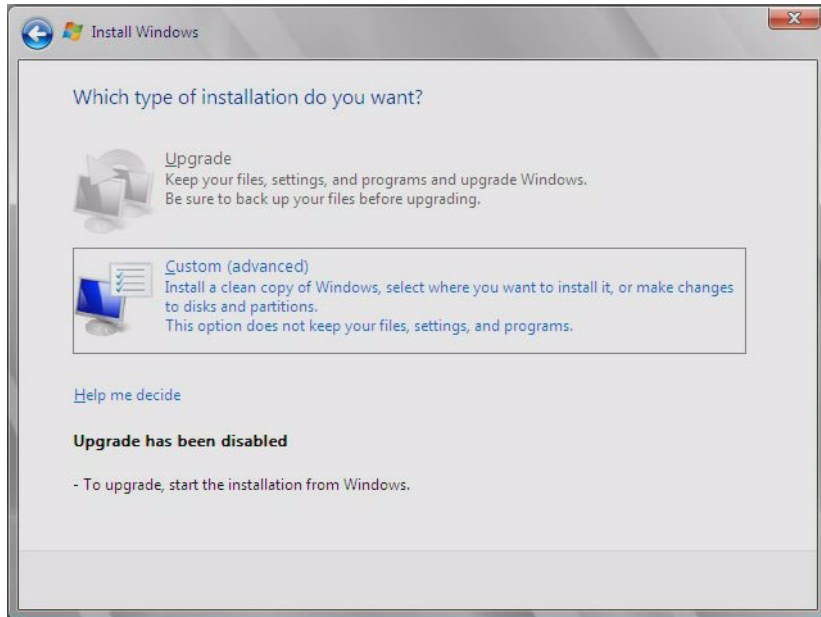 Install Windows
Which type of installation do you want?
Upgrade
Keep your files, settings, and programs and upgrade Windows.
Be sure to back up your files before upgrading.
Custom (advanced)
Install a clean copy of Windows, select where you want to install it, or make changes
to disks and partitions.
This option does not keep your files, settings, and programs.
Help me decide
Upgrade has been disabled
- To upgrade, start the installation from Windows.